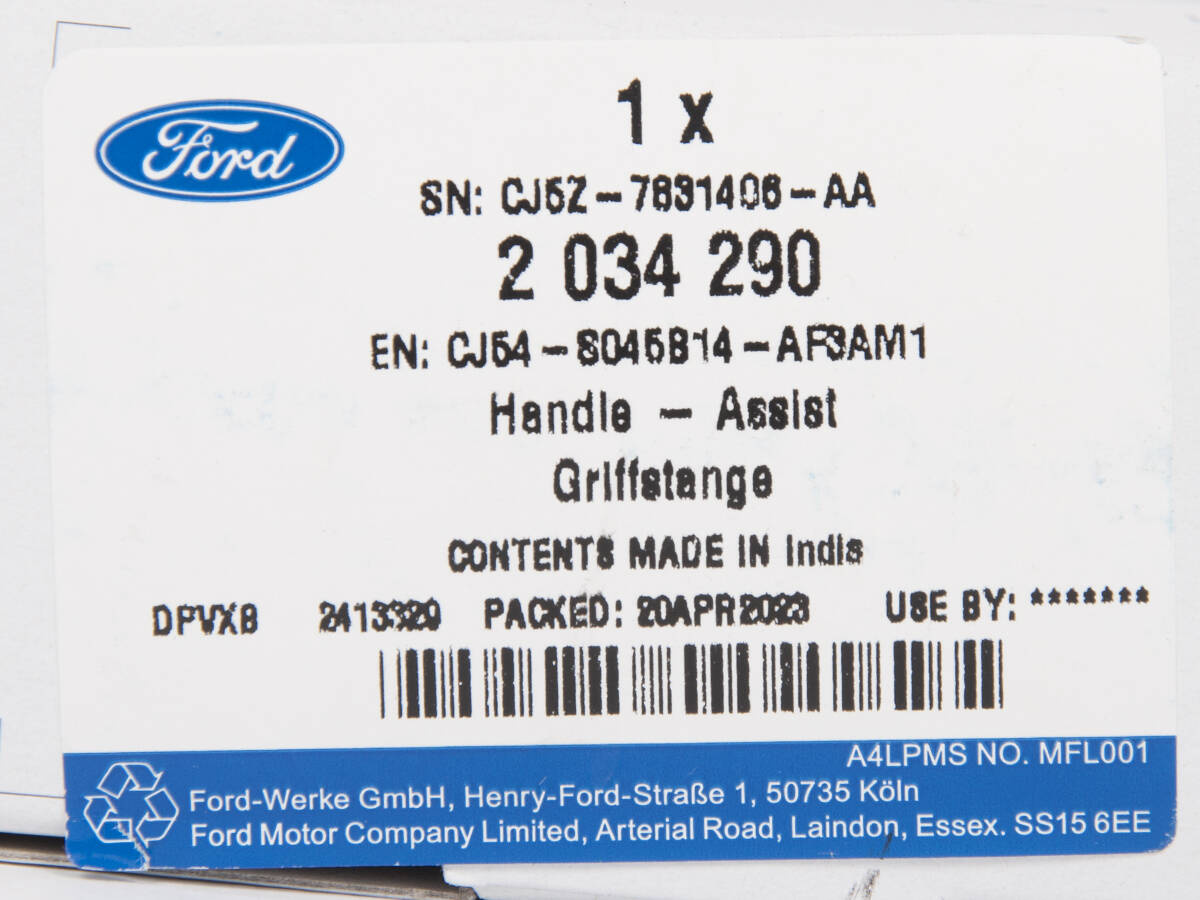 Ford
1 x
SN: CJ5Z-7831406-AA
2 034 290
EN: CJ54-S045B14-AF3AM1
Handle - Assist
Griffstange
CONTENTS MADE IN India
DPVXB 2413329 PACKED: 20APR2023 USE BY: *******
A4LPMS NO. MFL001
Ford-Werke GmbH, Henry-Ford-Straße 1, 50735 Köln
Ford Motor Company Limited, Arterial Road, Laindon, Essex. SS15 6EE